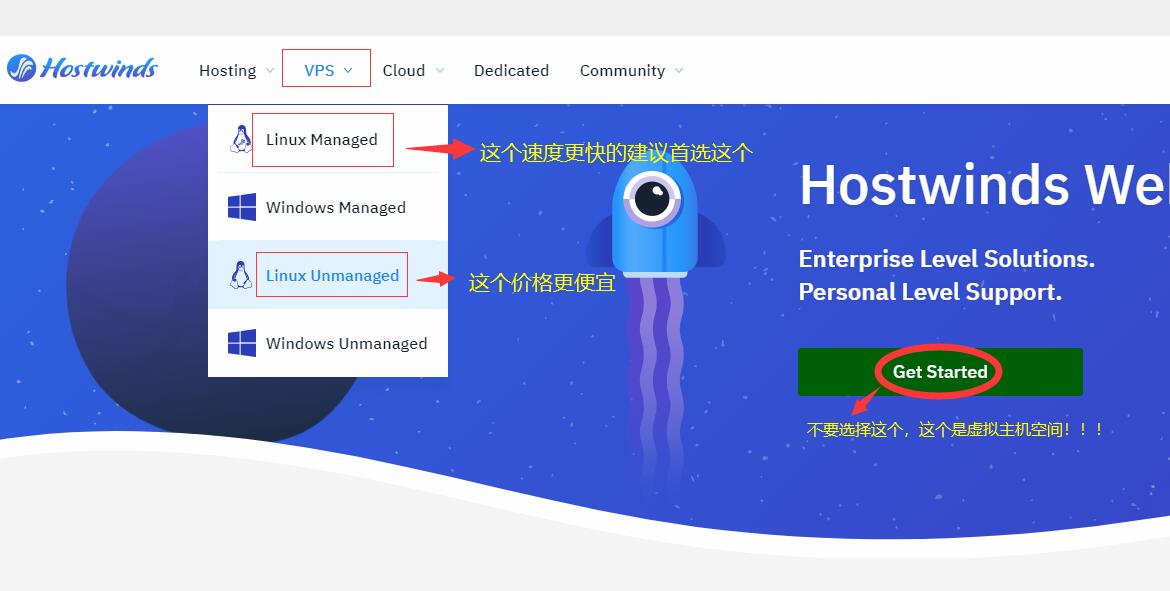 Hostwinds
Hosting VPS Cloud Dedicated Community
Linux Managed
这个速度更快的建议首选这个
Windows Managed
Linux Unmanaged
这个价格更便宜
Windows Unmanaged
Hostwinds We
Enterprise Level Solutions.
Personal Level Support.
Get Started
不要选择这个，这个是虚拟主机空间！！！